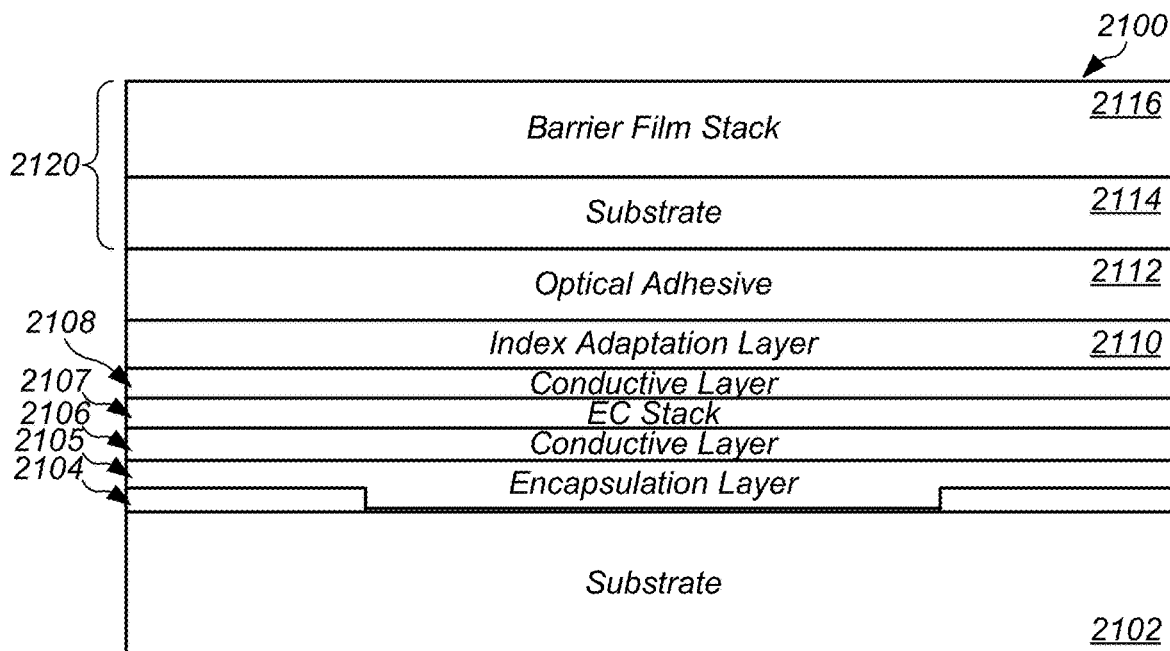 2100
2116
Barrier Film Stack
2120
2114
Substrate
2112
Optical Adhesive
2108
Index Adaptation Layer 2110
2107
Conductive Layer
2106
EC Stack
2105
Conductive Layer
2104
Encapsulation Layer
Substrate
2102